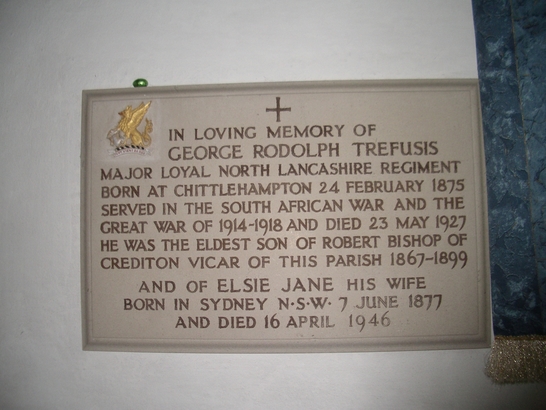 IN LOVING MEMORY OF
GEORGE RODOLPH TREFUSIS
MAJOR LOYAL NORTH LANCASHIRE REGIMENT
BORN AT CHITTLEHAMPTON 24 FEBRUARY 1875
SERVED IN THE SOUTH AFRICAN WAR AND THE
GREAT WAR OF 1914-1918 AND DIED 23 MAY 1927
HE WAS THE ELDEST SON OF ROBERT BISHOP OF
CREDITON VICAR OF THIS PARISH 1867-1899
AND OF ELSIE JANE HIS WIFE
BORN IN SYDNEY N·S·W· 7 JUNE 1877
AND DIED 16 APRIL 1946